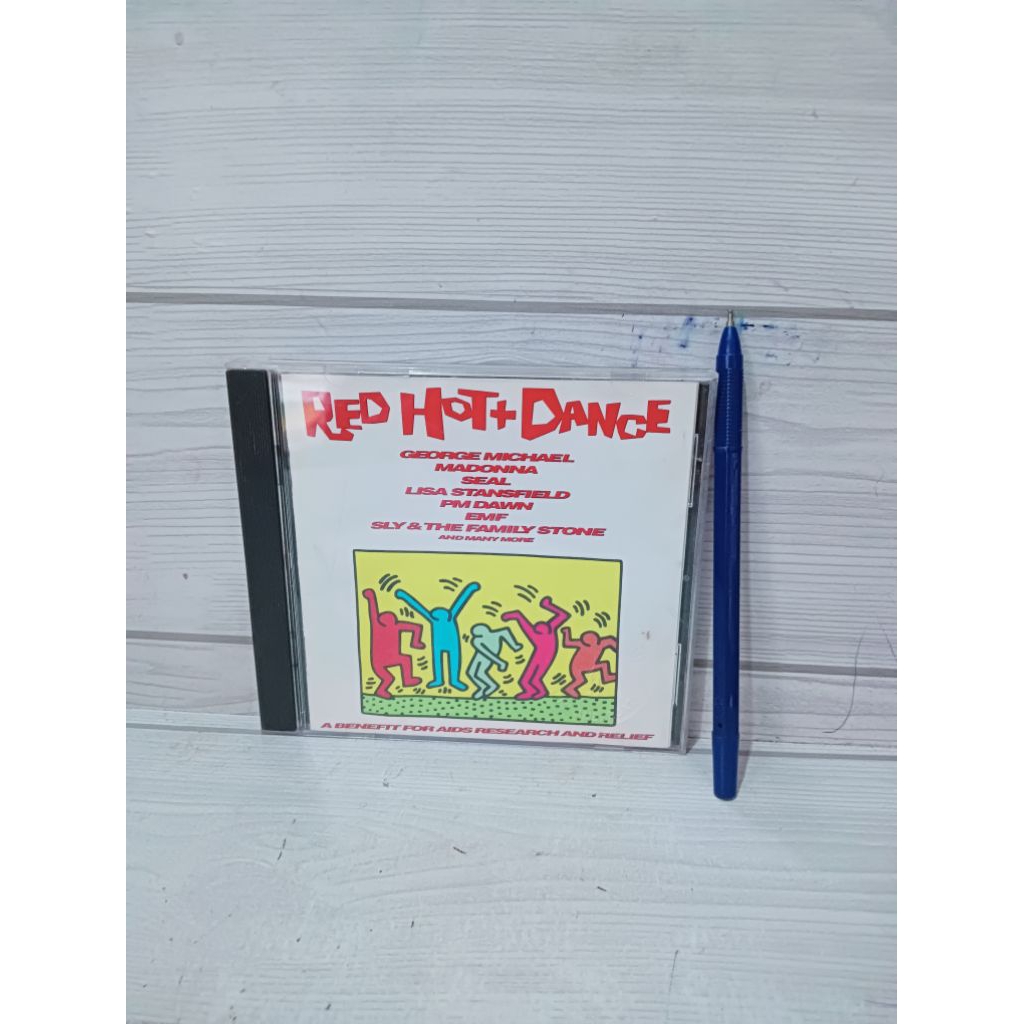 RED HOT + DANCE
GEORGE MICHAEL
MADONNA
SEAL
LISA STANSFIELD
PM DAWN
EMF
SLY & THE FAMILY STONE
AND MANY MORE
A BENEFIT FOR AIDS RESEARCH AND RELIEF